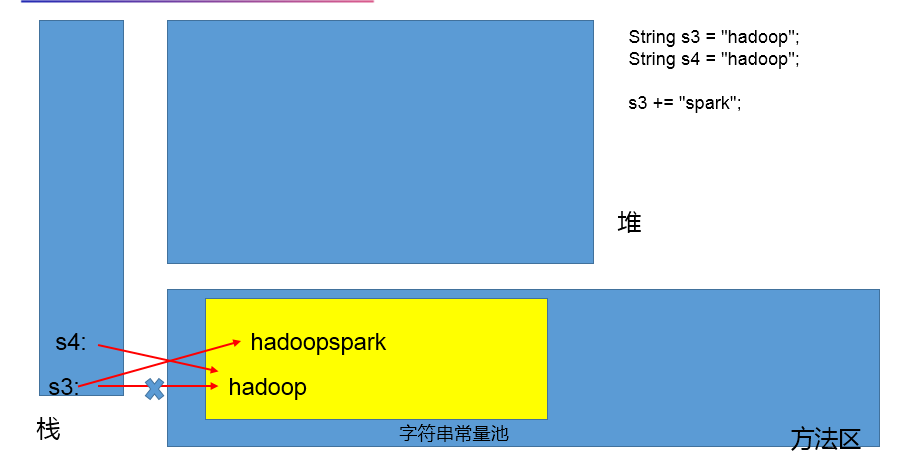 String s3 = "hadoop";
String s4 = "hadoop";
s3 += "spark";
堆
s4:
hadoopspark
s3:
hadoop
栈
字符串常量池
方法区